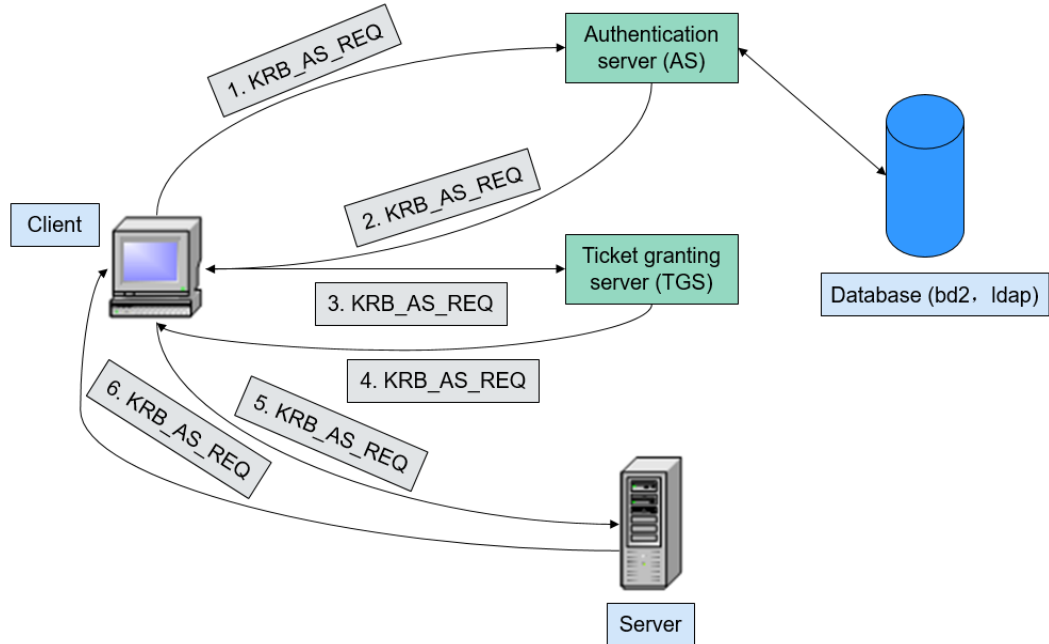 1. KRB_AS_REQ
Authentication
server (AS)
2. KRB_AS_REQ
Client
Ticket granting
server (TGS)
3. KRB_AS_REQ
Database (bd2，ldap)
4. KRB_AS_REQ
6. KRB_AS_REQ
5. KRB_AS_REQ
Server